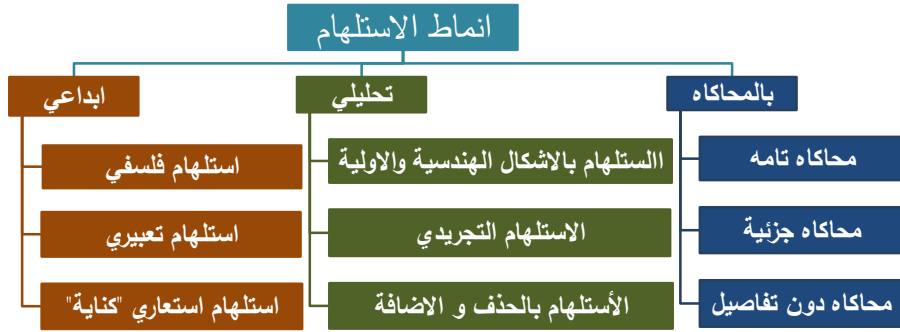 انماط الاستلهام
بالمحاكاه
محاكاه تامه
محاكاه جزئية
محاكاه دون تفاصيل
تحليلي
االستلهام بالاشكال الهندسية والاولية
الاستلهام التجريدي
الأستلهام بالحذف و الاضافة
ابداعي
استلهام فلسفي
استلهام تعبيري
استلهام استعاري "كناية"